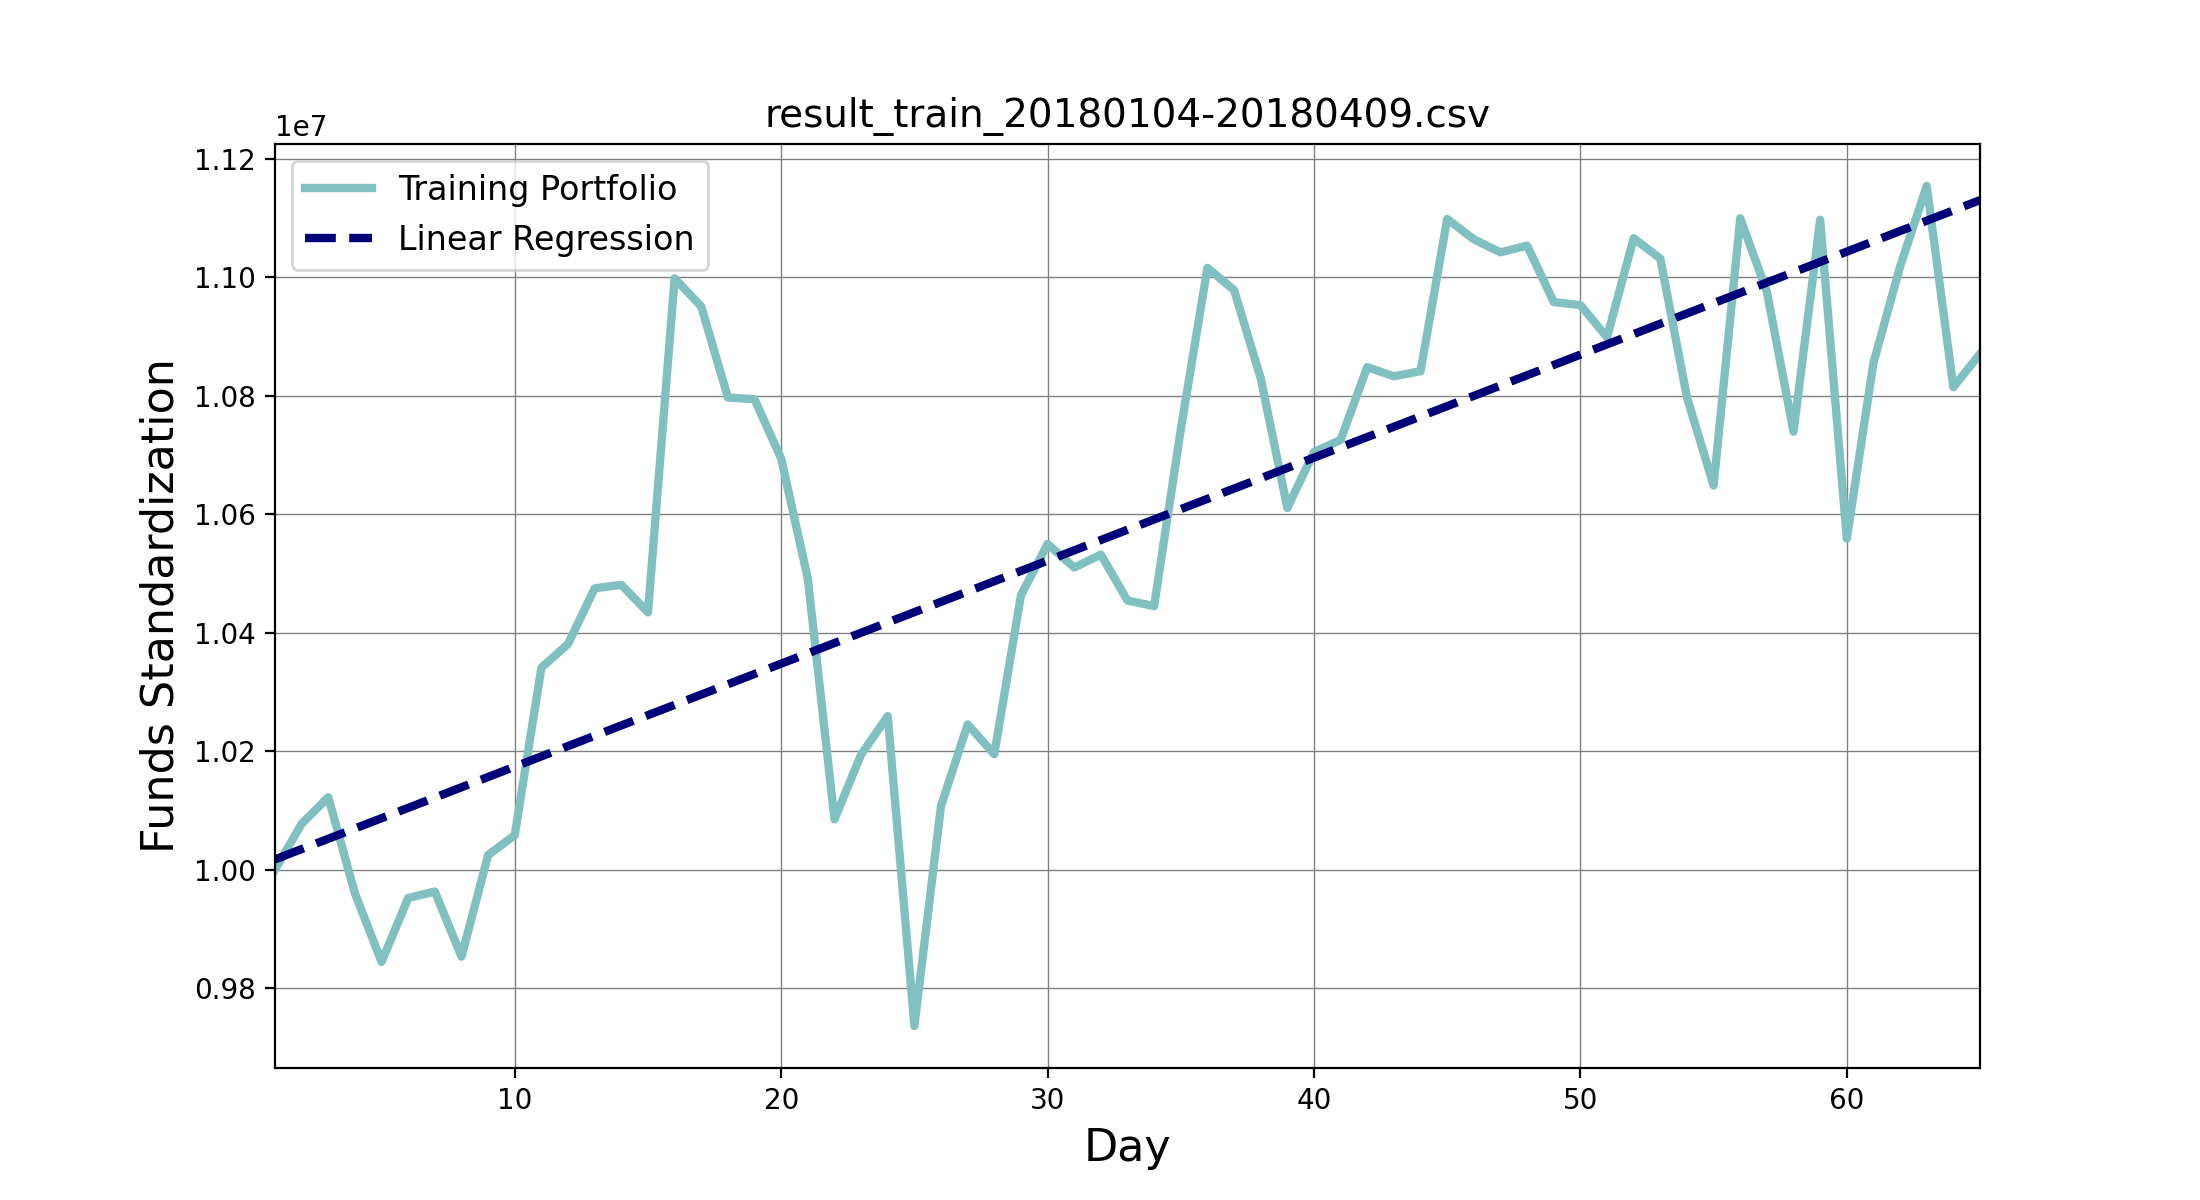 result_train_20180104-20180409.csv
1e7
Training Portfolio
Linear Regression
Funds Standardization
1.12
1.10
1.08
1.06
1.04
1.02
1.00
0.98
10 20 30 40 50 60
Day